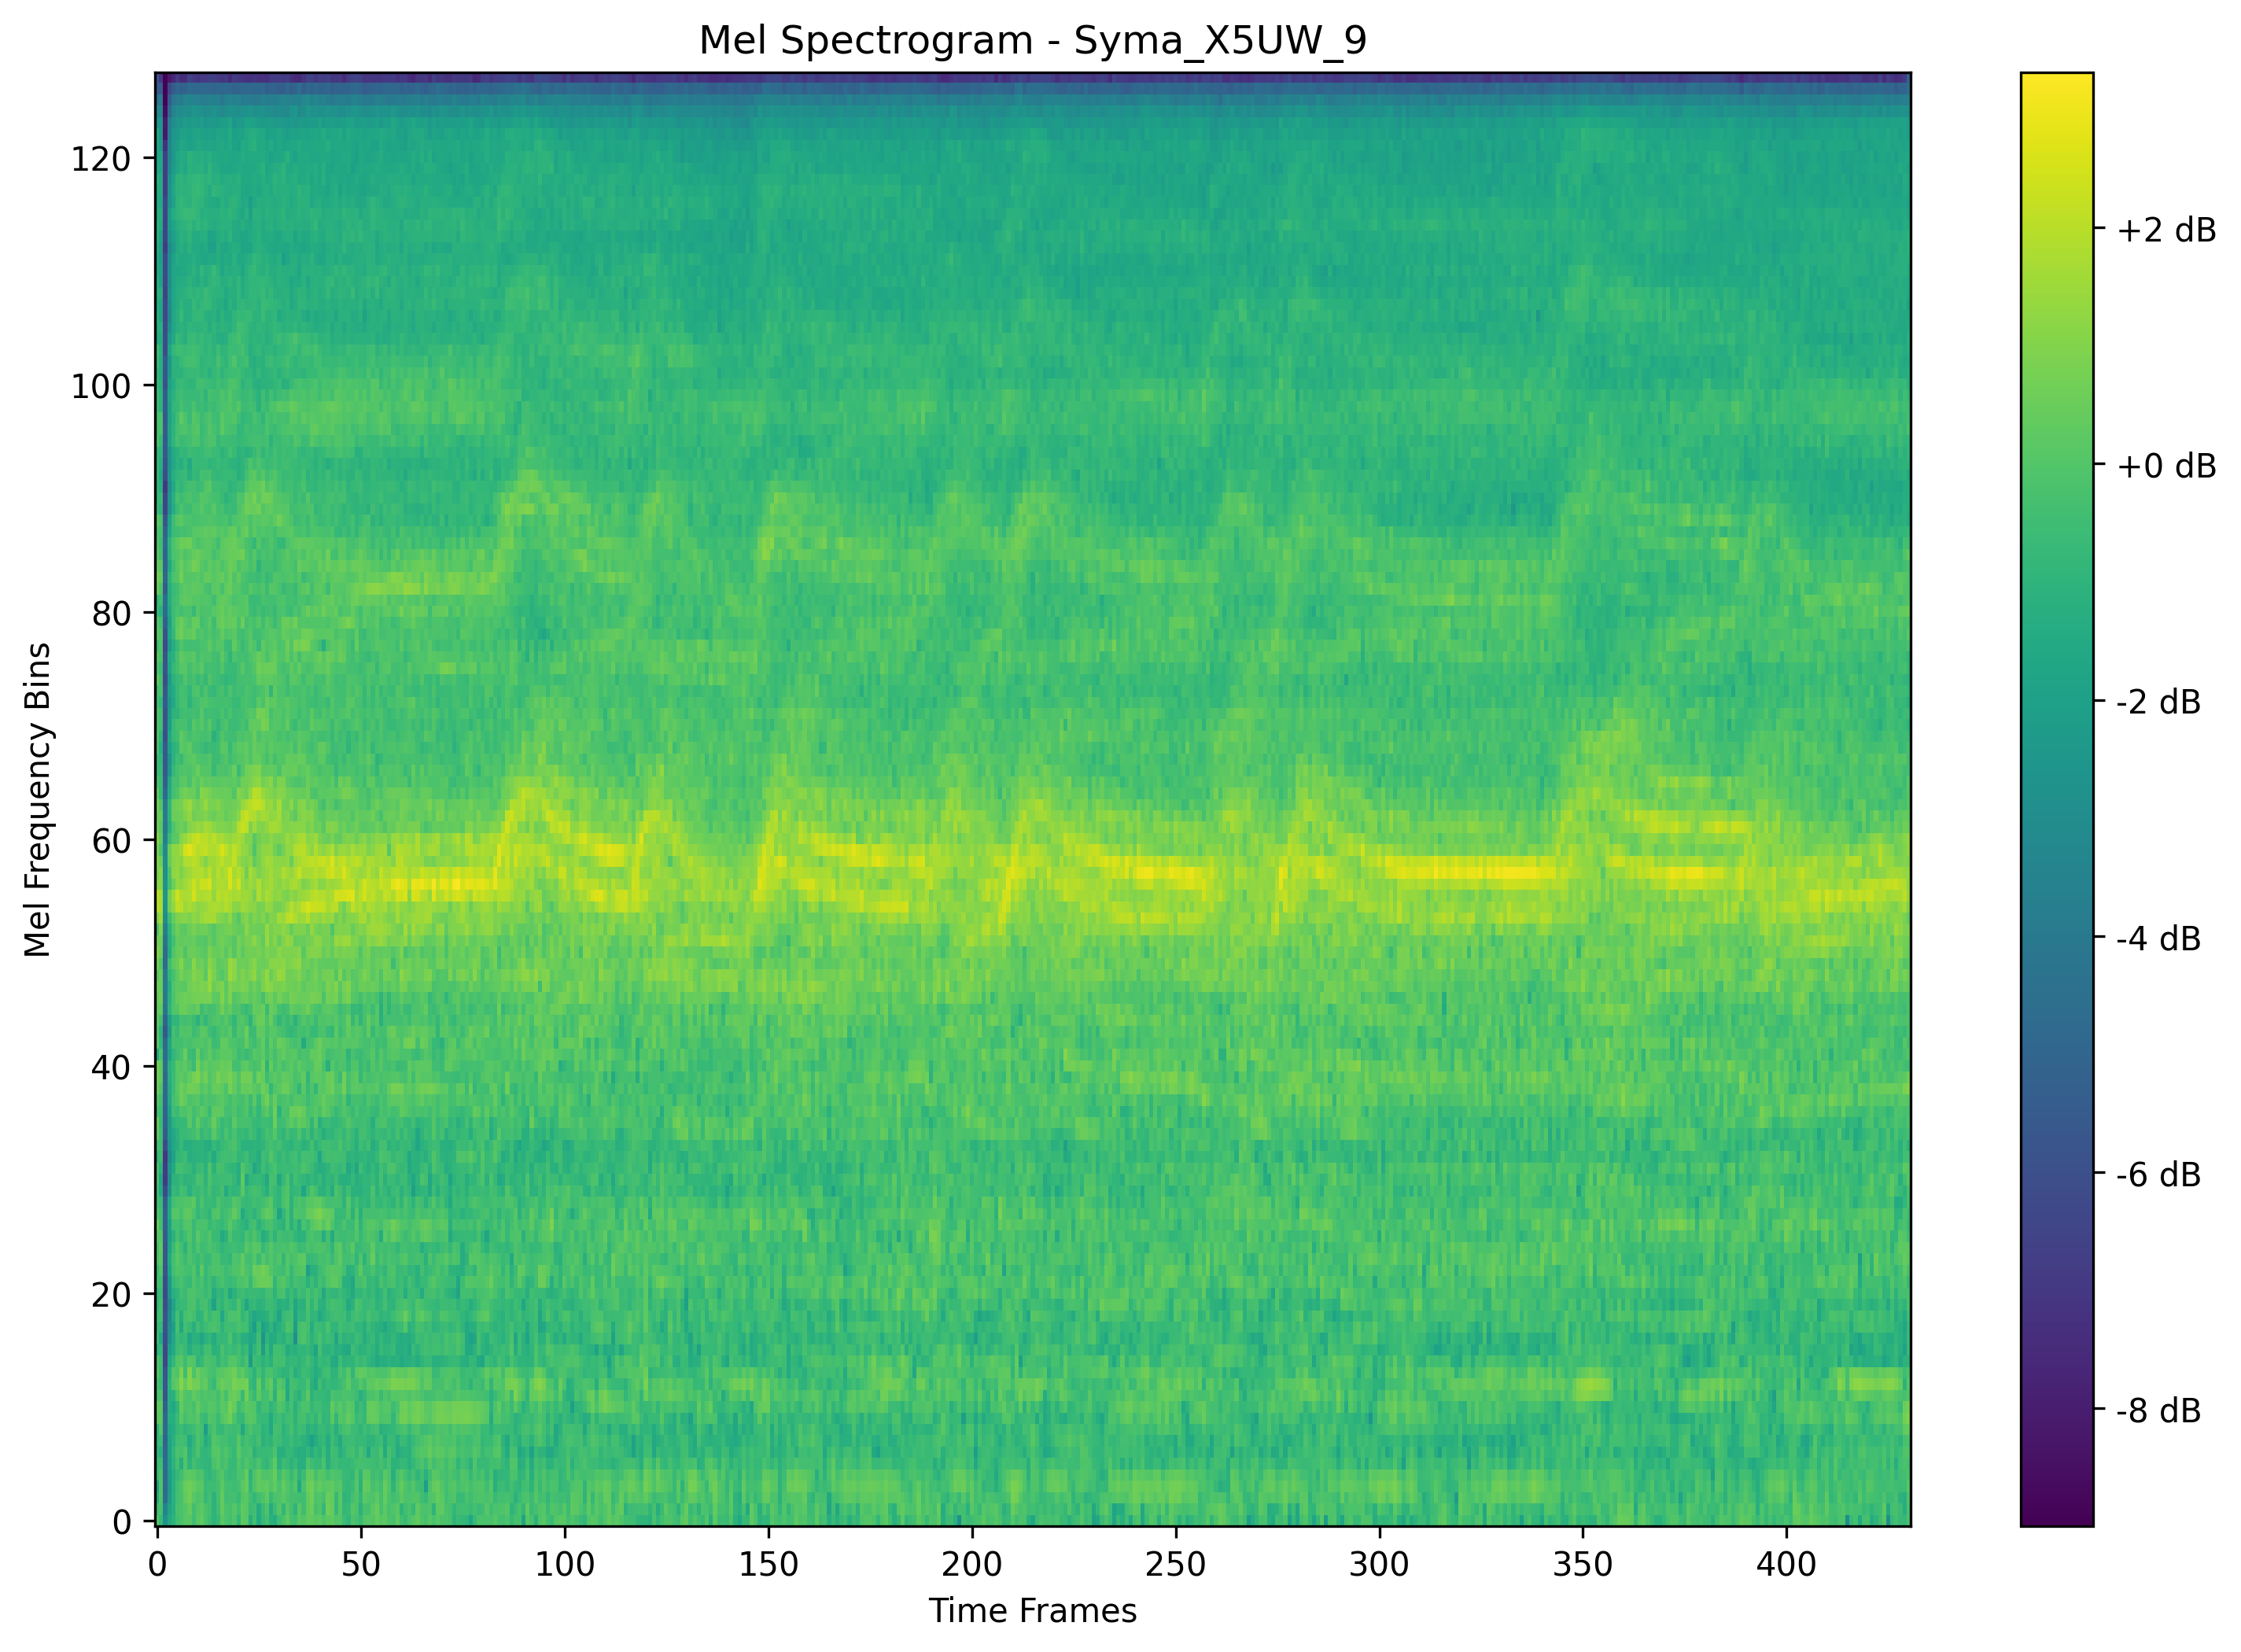 Mel Spectrogram - Syma_X5UW_9
120
100
80
60
40
20
0
Mel Frequency Bins
0 50 100 150 200 250 300 350 400
Time Frames
+2 dB
+0 dB
-2 dB
-4 dB
-6 dB
-8 dB